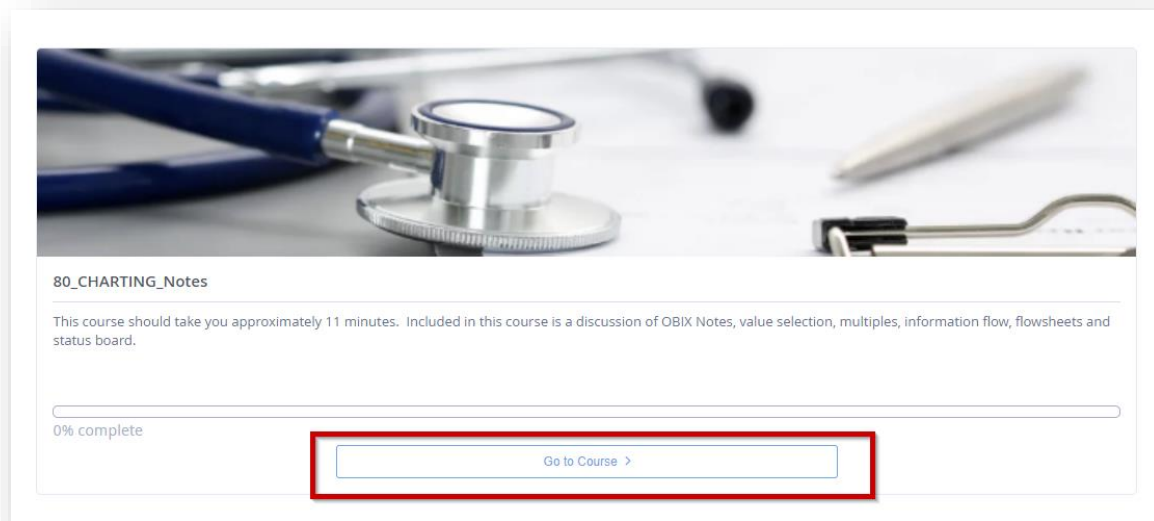 80_CHARTING_Notes
This course should take you approximately 11 minutes.  Included in this course is a discussion of OBIX Notes, value selection, multiples, information flow, flowsheets and
status board.
0% complete
Go to Course >